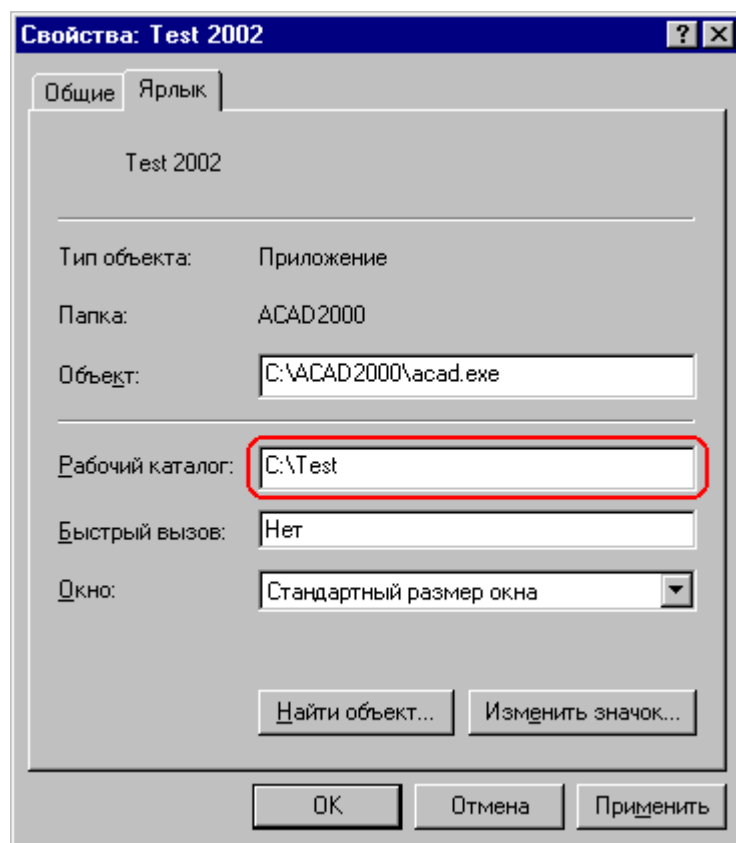 Свойства: Test 2002
Общие Ярлык
Test 2002
Тип объекта: Приложение
Папка: ACAD2000
Объект: C:\ACAD2000\acad.exe
Рабочий каталог: C:\Test
Быстрый вызов: Нет
Окно: Стандартный размер окна
Найти объект... Изменить значок...
OK Отмена Применить